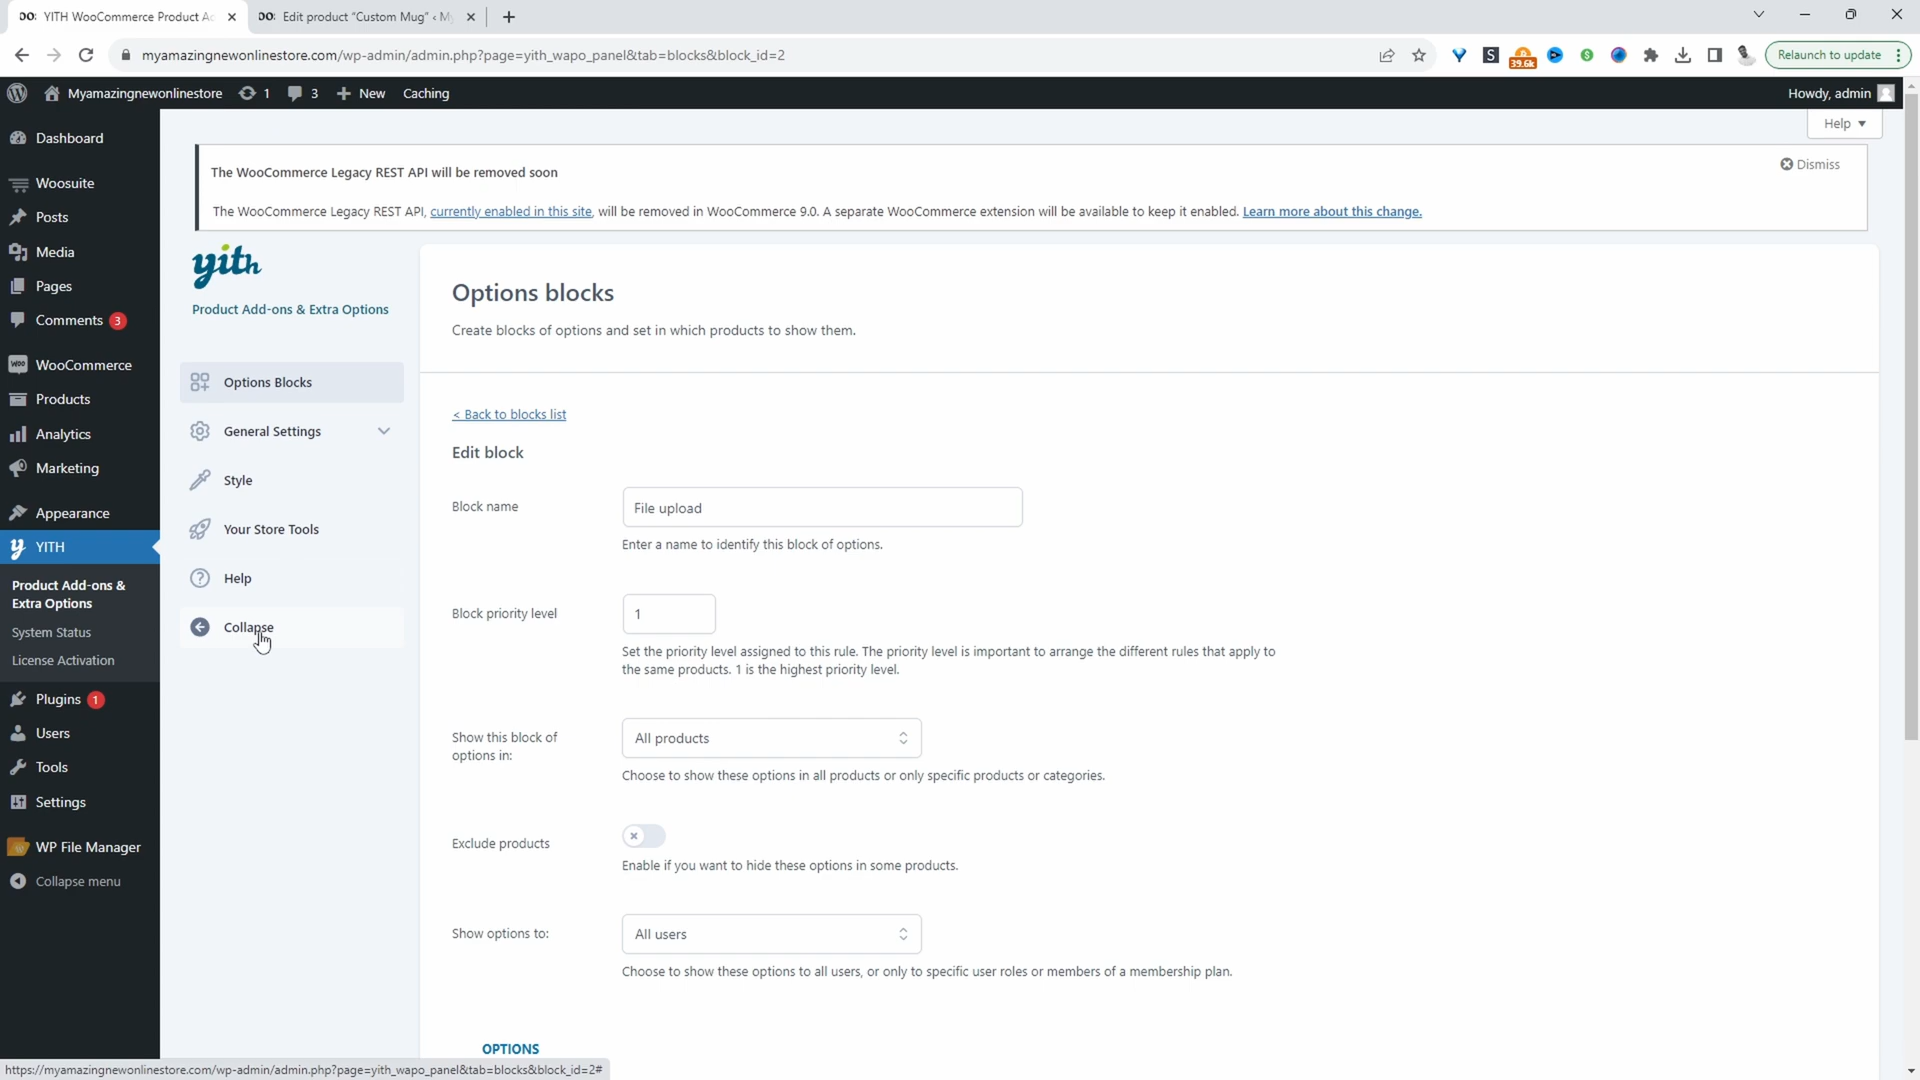 YITH WooCommerce Product Ac
Edit product "Custom Mug" ‹ My
myamazingnewonlinestore.com/wp-admin/admin.php?page=yith_wapo_panel&tab=blocks&block_id=2
39.6k
Relaunch to update
Myamazingnewonlinestore
1
3
New
Caching
Howdy, admin
Help
Dashboard
Woosuite
Posts
Media
Pages
Comments 3
WooCommerce
Products
Analytics
Marketing
Appearance
YITH
Product Add-ons &
Extra Options
System Status
License Activation
Plugins 1
Users
Tools
Settings
WP File Manager
Collapse menu
The WooCommerce Legacy REST API will be removed soon
Dismiss
The WooCommerce Legacy REST API, currently enabled in this site, will be removed in WooCommerce 9.0. A separate WooCommerce extension will be available to keep it enabled. Learn more about this change.
yith
Product Add-ons & Extra Options
Options Blocks
General Settings
Style
Your Store Tools
Help
Collapse
Options blocks
Create blocks of options and set in which products to show them.
< Back to blocks list
Edit block
Block name
File upload
Enter a name to identify this block of options.
Block priority level
1
Set the priority level assigned to this rule. The priority level is important to arrange the different rules that apply to
the same products. 1 is the highest priority level.
Show this block of
options in:
All products
Choose to show these options in all products or only specific products or categories.
Exclude products
Enable if you want to hide these options in some products.
Show options to:
All users
Choose to show these options to all users, or only to specific user roles or members of a membership plan.
OPTIONS
https://myamazingnewonlinestore.com/wp-admin/admin.php?page=yith_wapo_panel&tab=blocks&block_id=2#